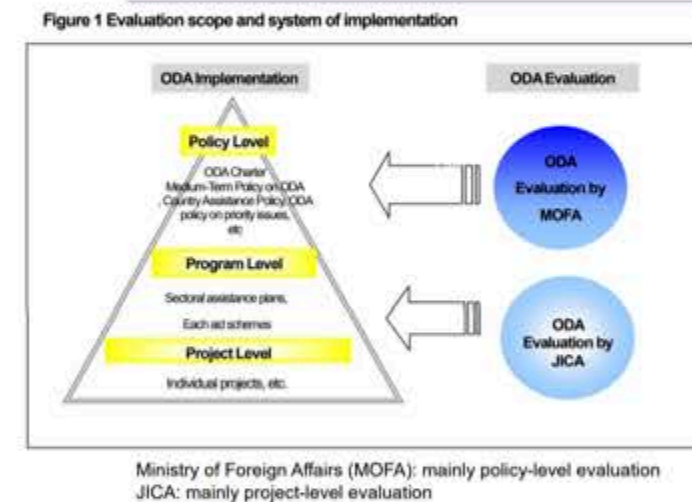 Figure 1 Evaluation scope and system of implementation
ODA Implementation
ODA Evaluation
Policy Level
ODA Charter
Medium-Term Policy on ODA
, Country Assistance Policy, ODA
policy on priority issues,
etc
Program Level
Sectoral assistance plans,
Each aid schemes
Project Level
Individual projects, etc.
ODA
Evaluation by
MOFA
ODA
Evaluation by
JICA
Ministry of Foreign Affairs (MOFA): mainly policy-level evaluation
JICA: mainly project-level evaluation